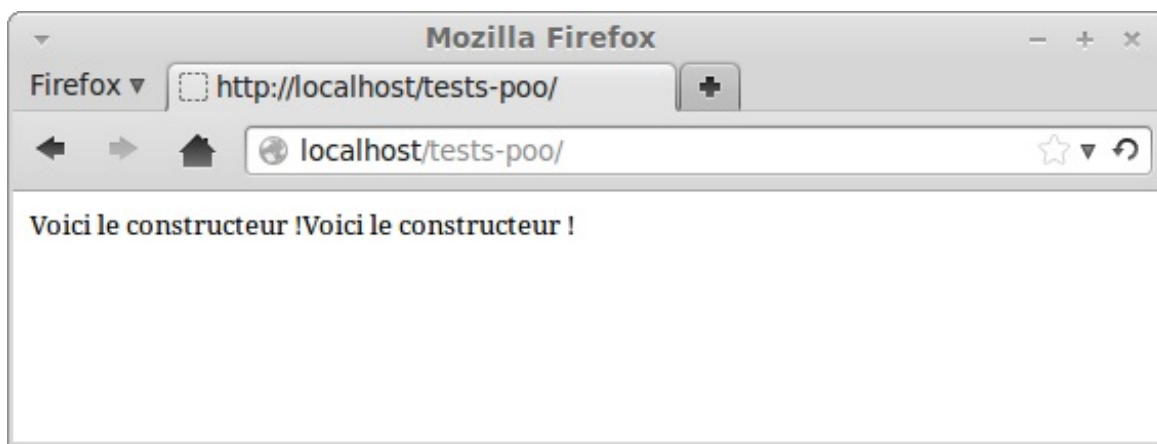 Mozilla Firefox
Firefox
http://localhost/tests-poo/
localhost/tests-poo/
Voici le constructeur !Voici le constructeur !